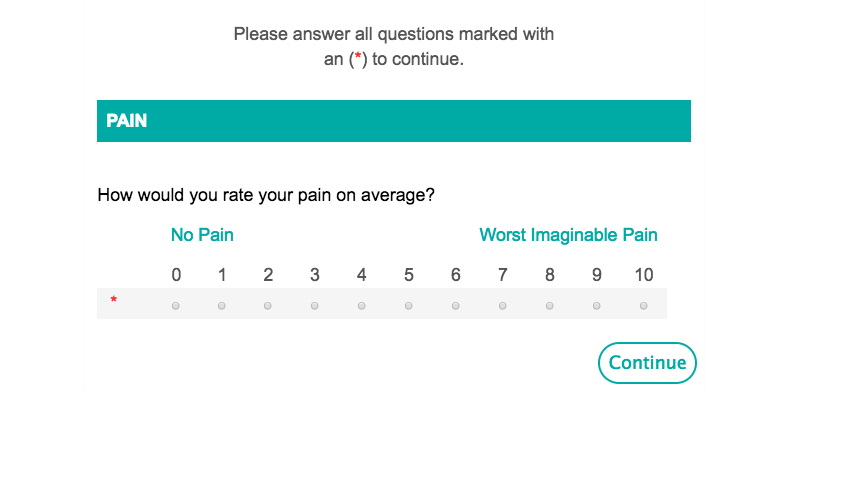 Please answer all questions marked with
an (*) to continue.
PAIN
How would you rate your pain on average?
No Pain Worst Imaginable Pain
0 1 2 3 4 5 6 7 8 9 10
*
Continue